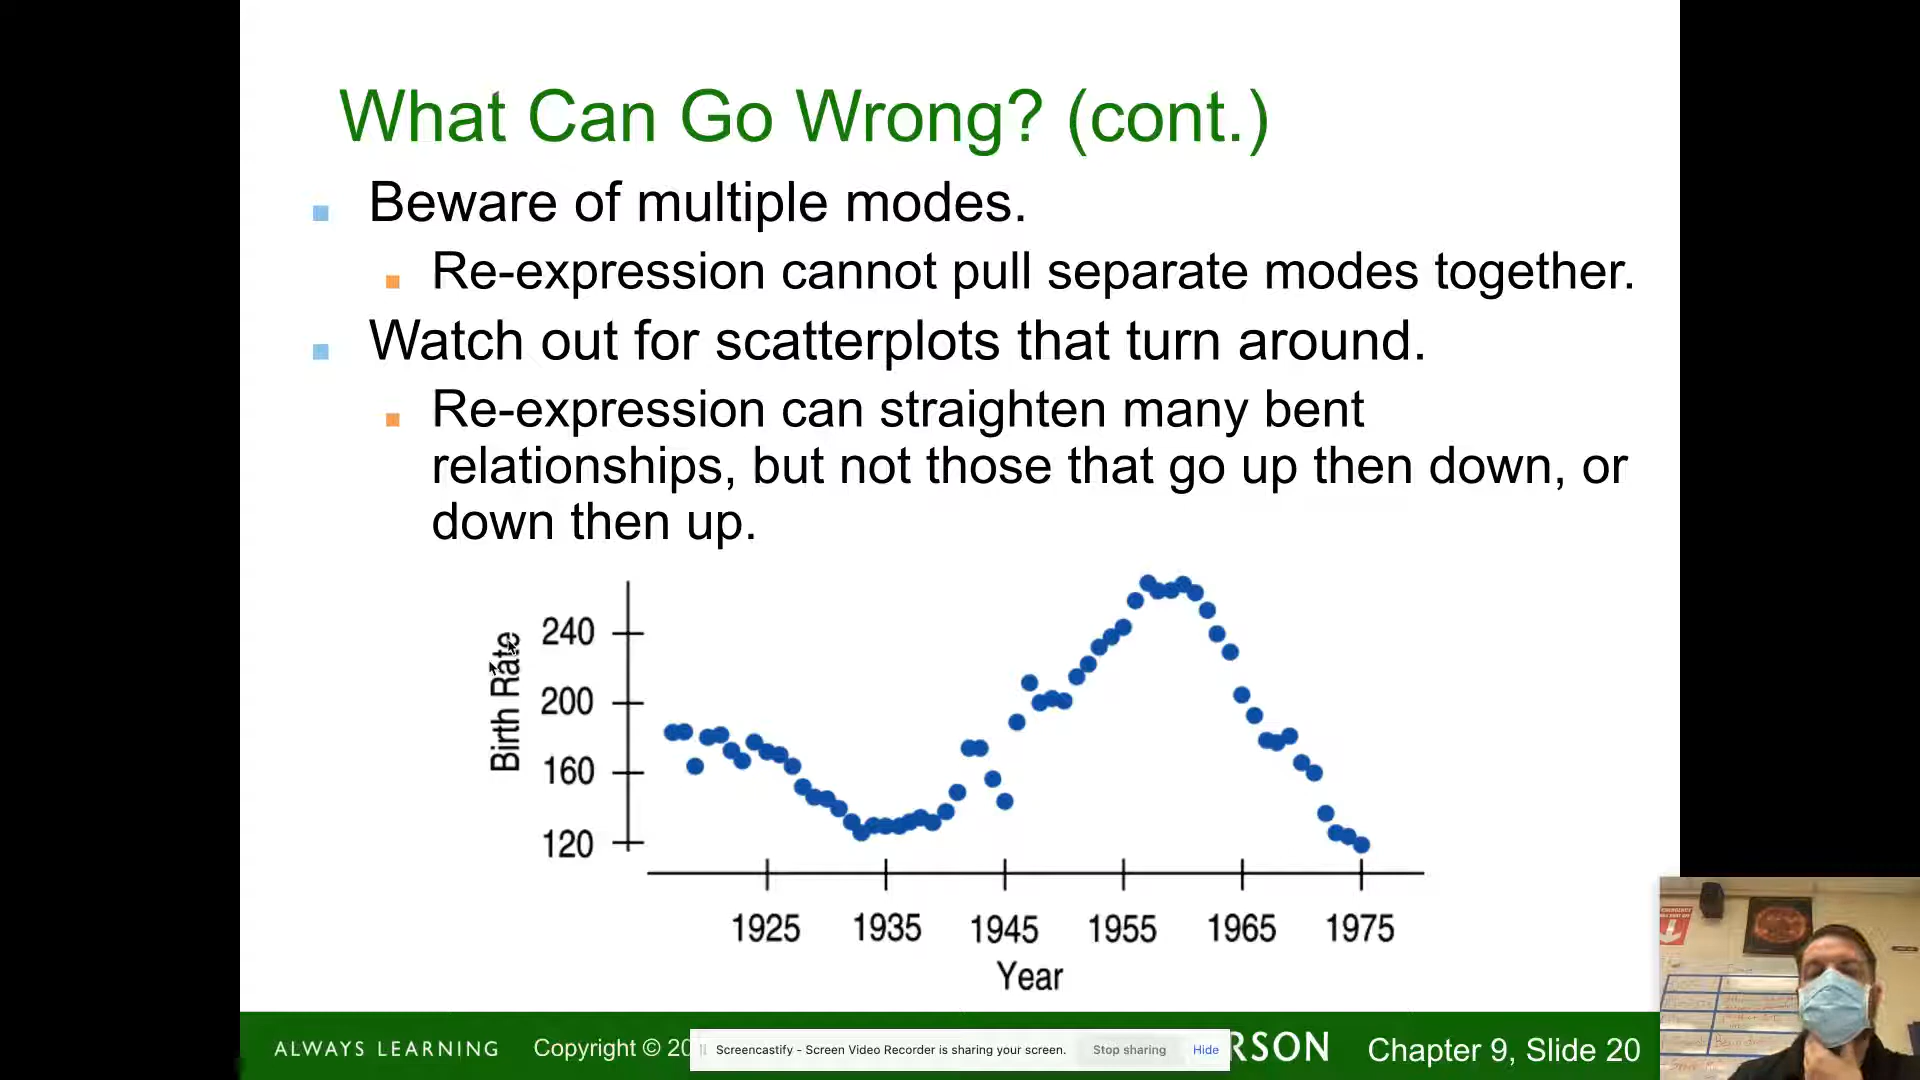 What Can Go Wrong? (cont.)
Beware of multiple modes.
Re-expression cannot pull separate modes together.
Watch out for scatterplots that turn around.
Re-expression can straighten many bent
relationships, but not those that go up then down, or
down then up.
Birth Rate
240
200
160
120
1925 1935 1945 1955 1965 1975
Year
ALWAYS LEARNING Copyright © 20 RSON Chapter 9, Slide 20
Screencastify - Screen Video Recorder is sharing your screen. Stop sharing Hide